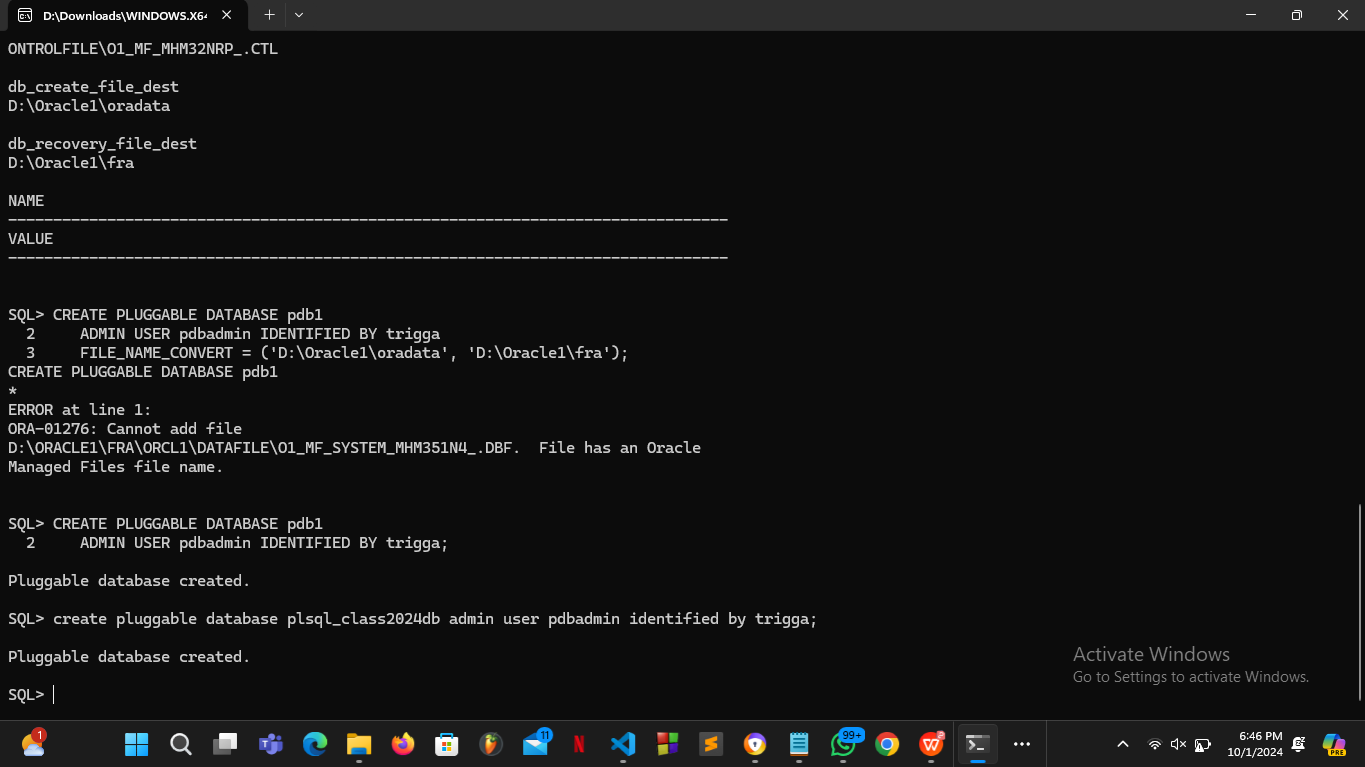 D:\Downloads\WINDOWS.X64
ONTROLFILE\O1_MF_MHM32NRP_.CTL
db_create_file_dest
D:\Oracle1\oradata
db_recovery_file_dest
D:\Oracle1\fra
NAME
--------------------------------------------------------------------------------
VALUE
--------------------------------------------------------------------------------
SQL> CREATE PLUGGABLE DATABASE pdb1
2 ADMIN USER pdbadmin IDENTIFIED BY trigga
3 FILE_NAME_CONVERT = ('D:\Oracle1\oradata', 'D:\Oracle1\fra');
CREATE PLUGGABLE DATABASE pdb1
*
ERROR at line 1:
ORA-01276: Cannot add file
D:\ORACLE1\FRA\ORCL1\DATAFILE\O1_MF_SYSTEM_MHM351N4_.DBF.  File has an Oracle
Managed Files file name.
SQL> CREATE PLUGGABLE DATABASE pdb1
2 ADMIN USER pdbadmin IDENTIFIED BY trigga;
Pluggable database created.
SQL> create pluggable database plsql_class2024db admin user pdbadmin identified by trigga;
Pluggable database created.
SQL>
Activate Windows
Go to Settings to activate Windows.
1
11
99+
6:46 PM
10/1/2024
PRE